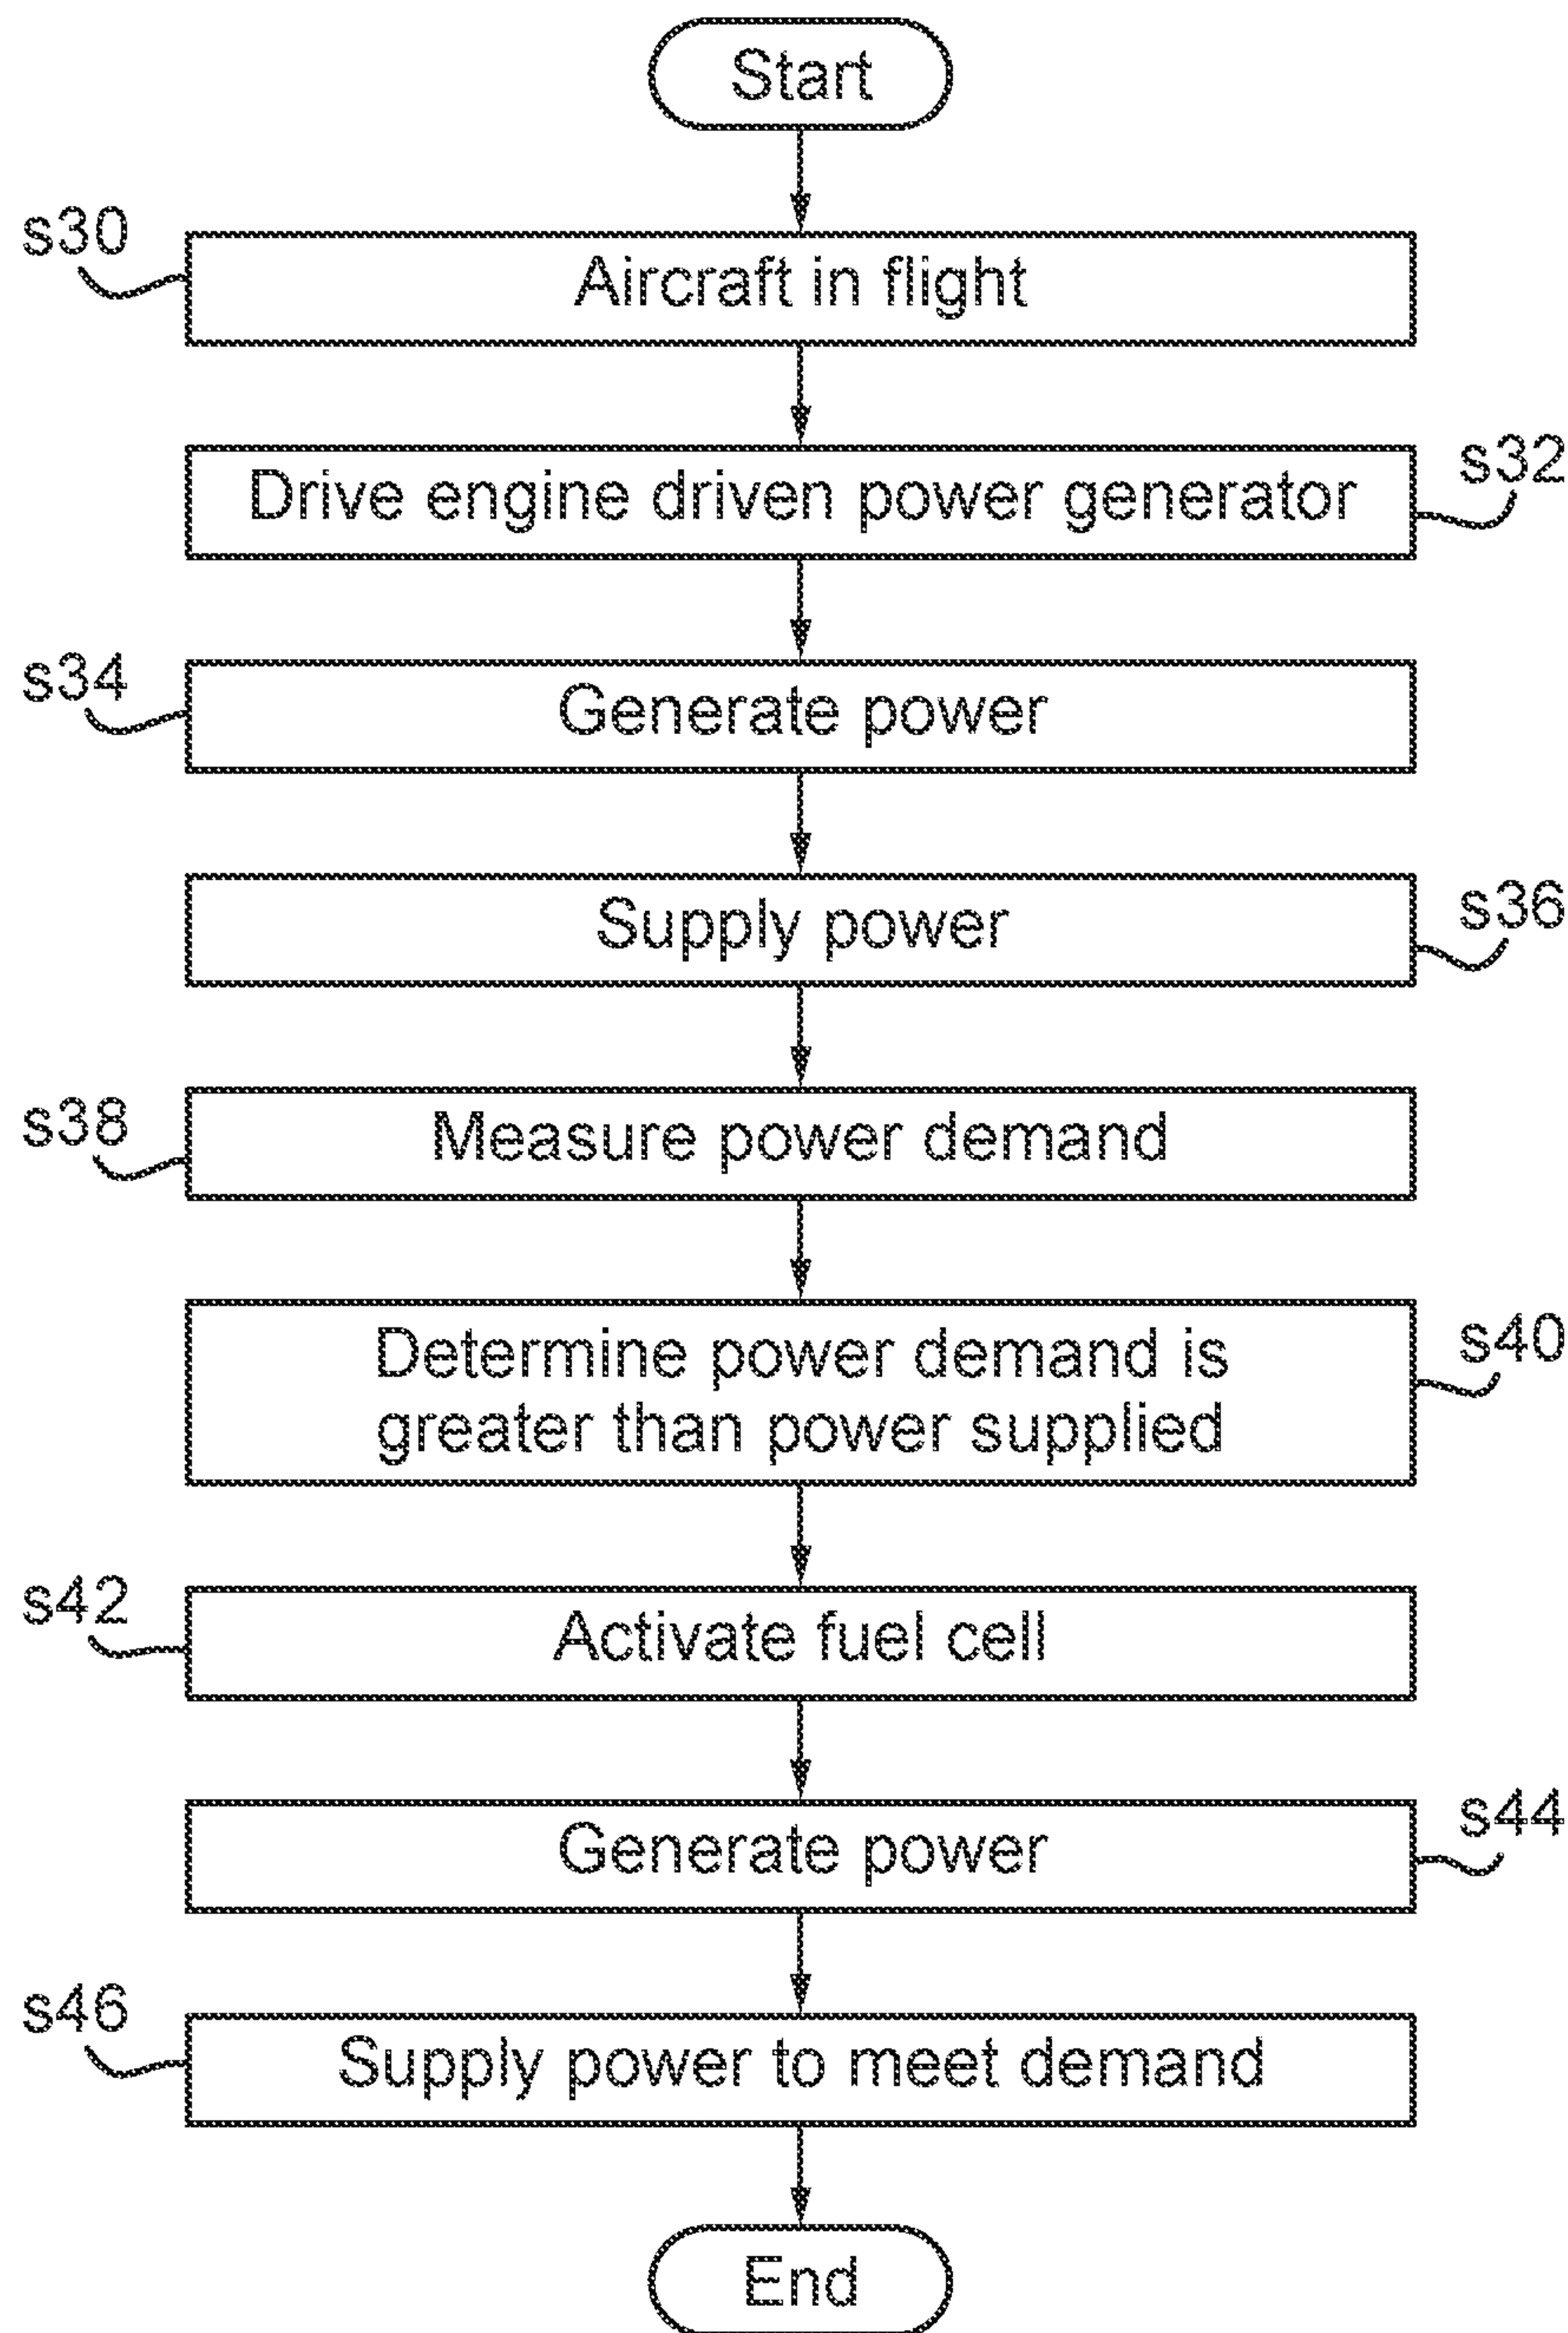 Start
s30
Aircraft in flight
Drive engine driven power generator
s32
s34
Generate power
Supply power
s36
s38
Measure power demand
Determine power demand is
greater than power supplied
s40
s42
Activate fuel cell
Generate power
s44
s46
Supply power to meet demand
End